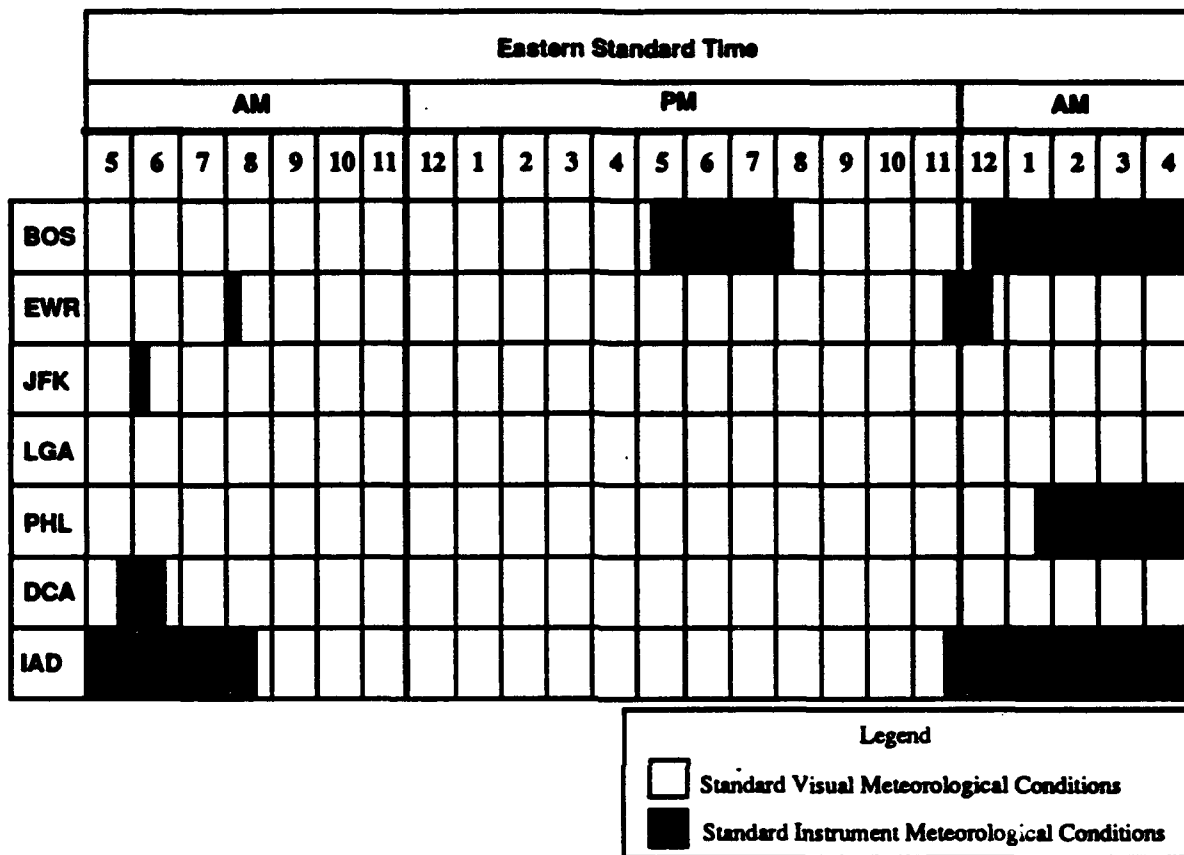 Eastern Standard Time
AM PM AM
5 6 7 8 9 10 11 12 1 2 3 4 5 6 7 8 9 10 11 12 1 2 3 4
BOS
EWR
JFK
LGA
PHL
DCA
IAD
Legend
Standard Visual Meteorological Conditions
Standard Instrument Meteorological Conditions